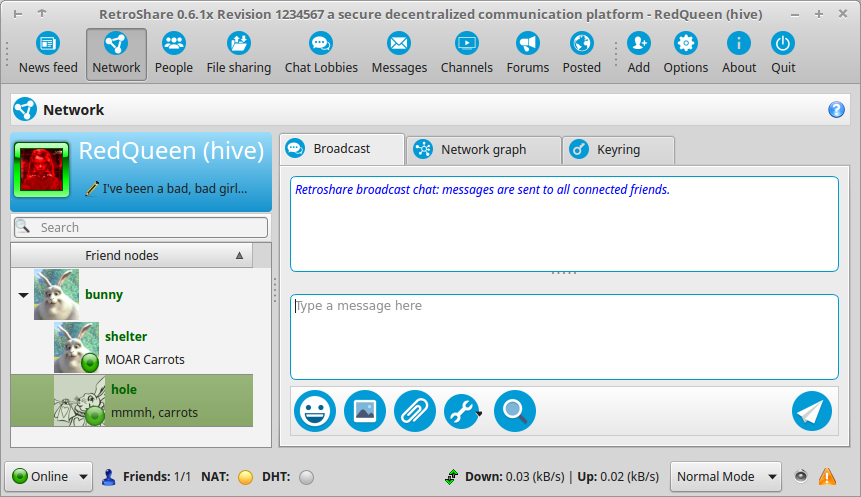 RetroShare 0.6.1x Revision 1234567 a secure decentralized communication platform - RedQueen (hive)
News feed Network People File sharing Chat Lobbies Messages Channels Forums Posted Add Options About Quit
Network
RedQueen (hive)
I've been a bad, bad girl...
Search
Friend nodes
bunny
shelter
MOAR Carrots
hole
mmmh, carrots
Broadcast Network graph Keyring
Retroshare broadcast chat: messages are sent to all connected friends.
Type a message here
Online Friends: 1/1 NAT: DHT: Down: 0.03 (kB/s) | Up: 0.02 (kB/s) Normal Mode